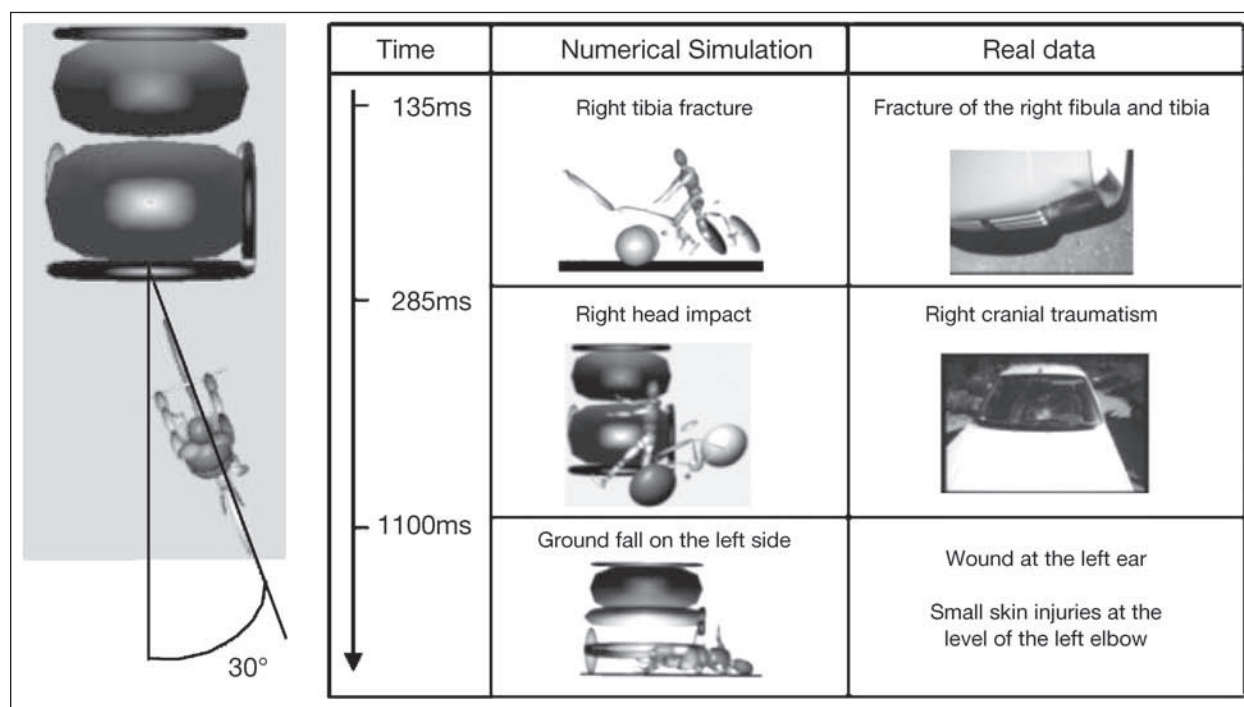 Time
Numerical Simulation
Real data
135ms
Right tibia fracture
Fracture of the right fibula and tibia
285ms
Right head impact
Right cranial traumatism
1100ms
Ground fall on the left side
Wound at the left ear
Small skin injuries at the
level of the left elbow
30°